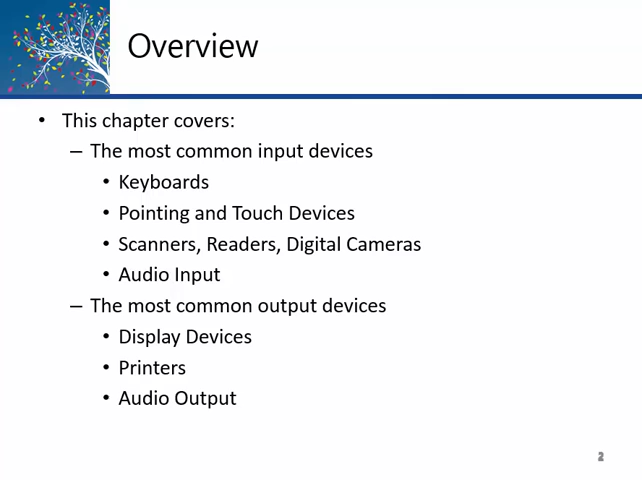 Overview
• This chapter covers:
– The most common input devices
• Keyboards
• Pointing and Touch Devices
• Scanners, Readers, Digital Cameras
• Audio Input
– The most common output devices
• Display Devices
• Printers
• Audio Output
2